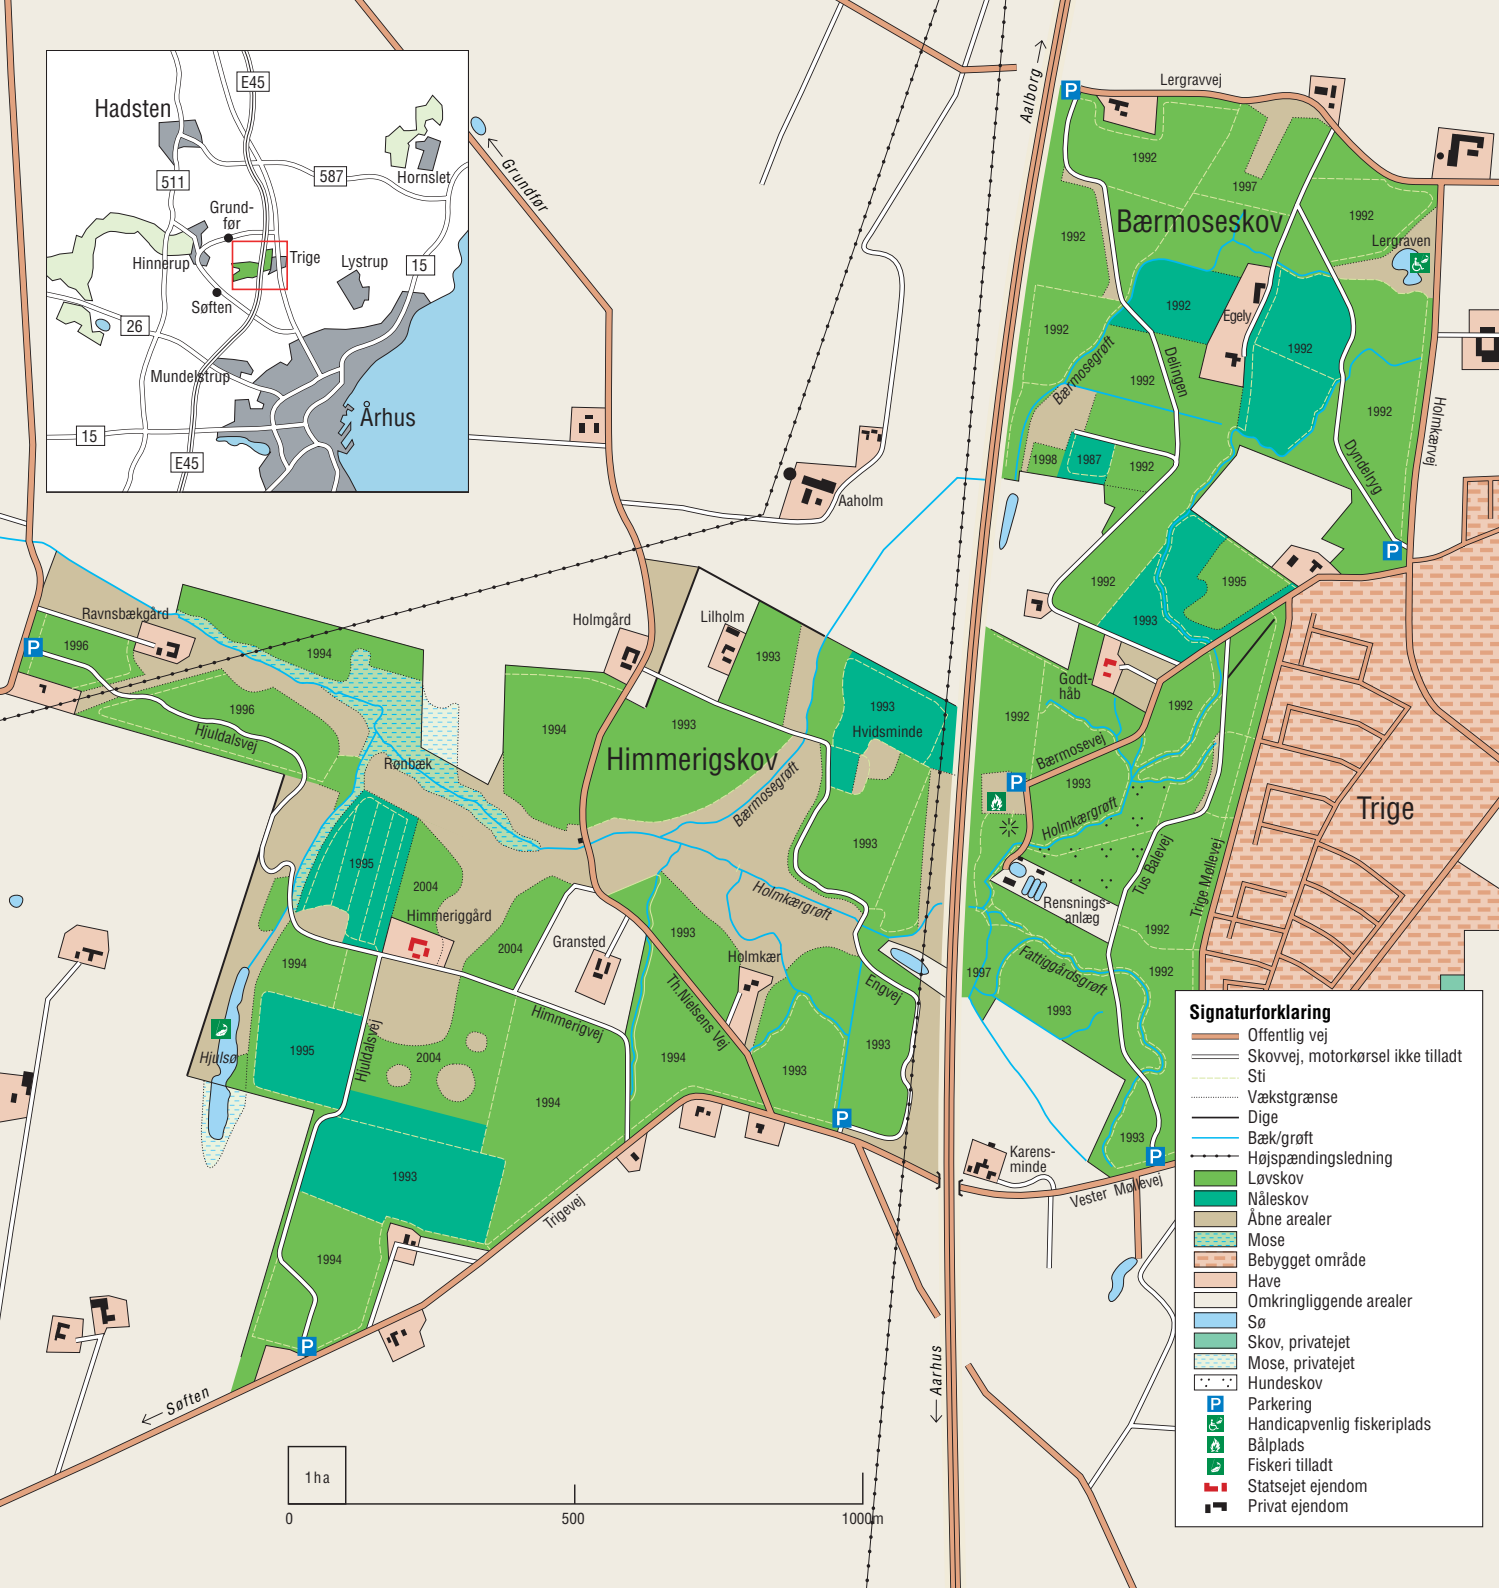 Hadsten
E45
511
587
Hornslet
Grund-
før
Hinnerup
Trige
Lystrup
15
Søften
26
Mundelstrup
Århus
15
E45
Grundfør
Aalborg
Lergravvej
1992
1997
Bærmoseskov
1992
1992
Lergraven
1992
Egely
1992
1992
Bærmosegrøft
Delingen
1992
1992
Holmkærvej
Dyndelryg
1998
1987
1992
Aaholm
1992
1995
1993
Ravnsbækgård
1996
1994
1996
Hjuldalsvej
Rønbæk
Holmgård
Lilholm
1993
1994
1993
1993
Hvidsminde
Himmerigskov
Bærmosegrøft
1993
Godt-
håb
1992
1992
Bærmosevej
1993
Holmkærgrøft
Trige
Tus Balevej
Trige Møllevej
Rensnings-
anlæg
1992
1992
Fattiggårdsgrøft
1997
1993
1993
1995
2004
Himmeriggård
2004
Gransted
1993
Holmkærgrøft
Holmkær
Engvej
Th.Nielsens Vej
Himmerigvej
1994
Hjulsø
1995
Hjuldalsvej
2004
1994
1994
1993
1993
1993
1994
Trigevej
Karens-
minde
Vester Møllevej
Søften
Aarhus
1ha
0
500
1000m
Signaturforklaring
Offentlig vej
Skovvej, motorkørsel ikke tilladt
Sti
Vækstgrænse
Dige
Bæk/grøft
Højspændingsledning
Løvskov
Nåleskov
Åbne arealer
Mose
Bebygget område
Have
Omkringliggende arealer
Sø
Skov, privatejet
Mose, privatejet
Hundeskov
P Parkering
Handicapvenlig fiskeriplads
Bålplads
Fiskeri tilladt
Statsejet ejendom
Privat ejendom